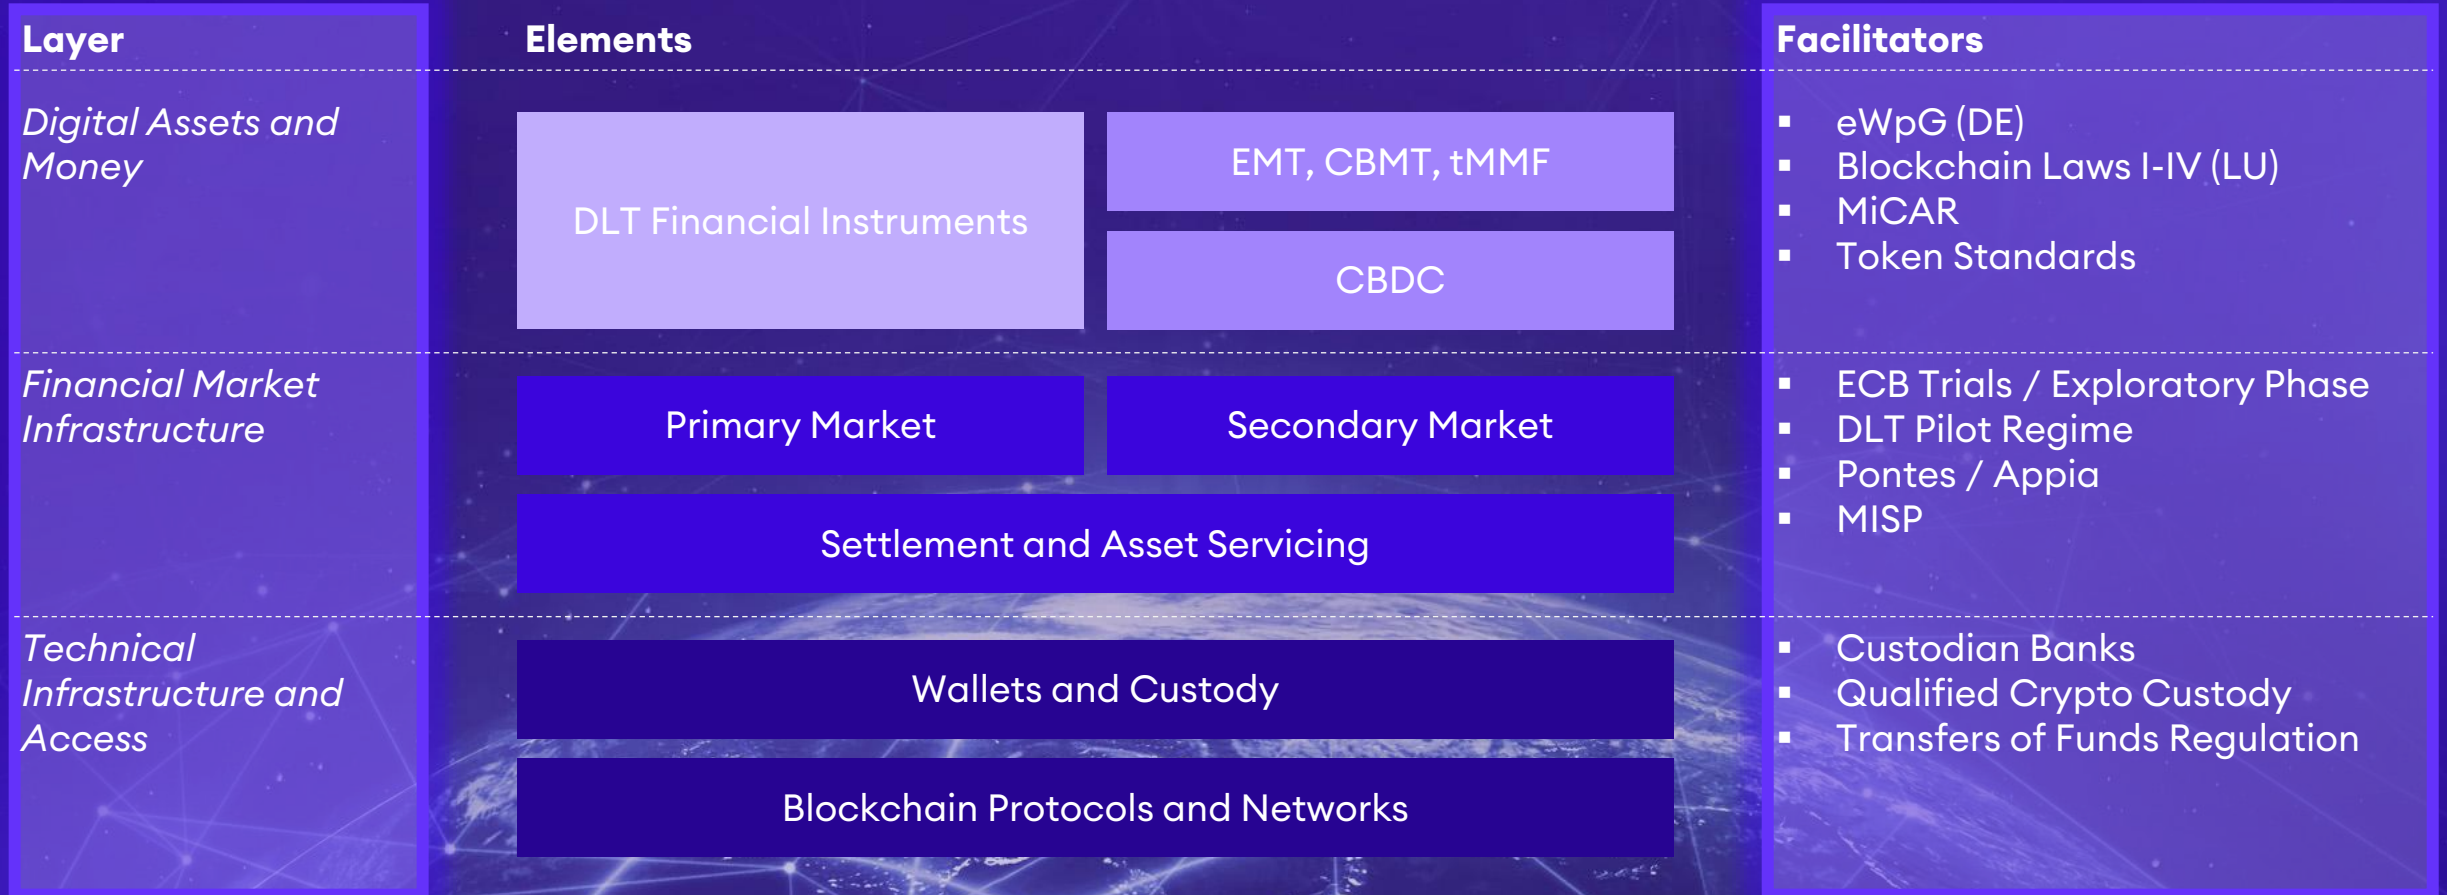 Layer
Elements
Facilitators
Digital Assets and
Money
DLT Financial Instruments
EMT, CBMT, tMMF
CBDC
eWpG (DE)
Blockchain Laws I-IV (LU)
MiCAR
Token Standards
Financial Market
Infrastructure
Primary Market
Secondary Market
Settlement and Asset Servicing
ECB Trials / Exploratory Phase
DLT Pilot Regime
Pontes / Appia
MISP
Technical
Infrastructure and
Access
Wallets and Custody
Blockchain Protocols and Networks
Custodian Banks
Qualified Crypto Custody
Transfers of Funds Regulation